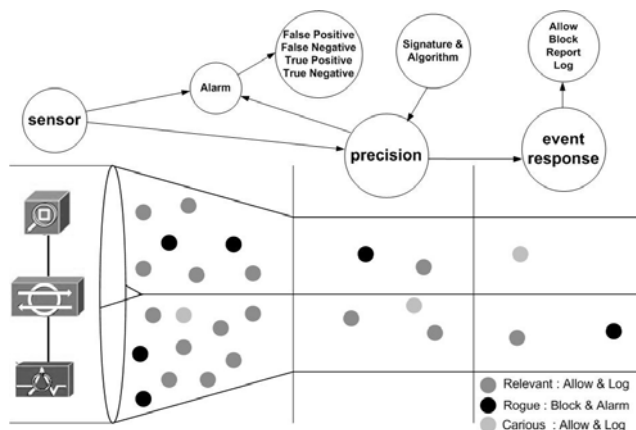 False Positive
False Negative
True Positive
True Negative
Signature &
Algorithm
Allow
Block
Report
Log
Alarm
sensor
precision
event
response
Relevant : Allow & Log
Rogue : Block & Alarm
Carious : Allow & Log